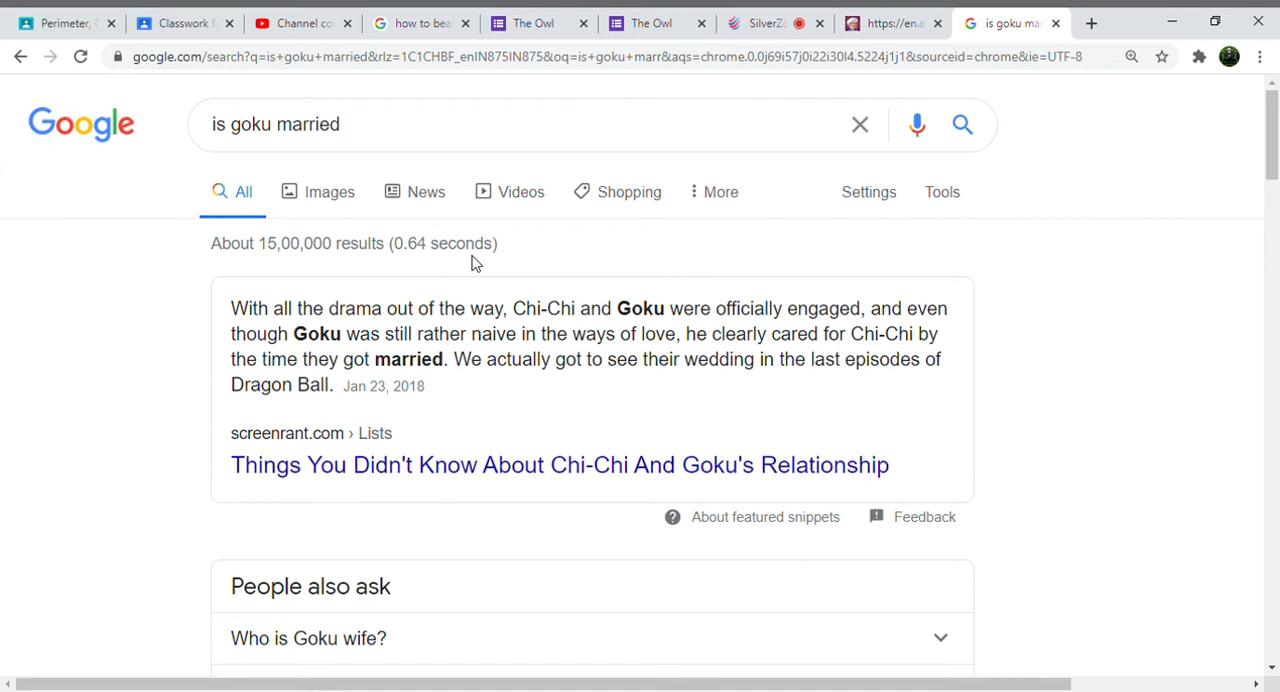 Perimeter, 
Classwork f
Channel co
how to bea
The Owl
The Owl
SilverZ
https://en.
is goku mar
google.com/search?q=is+goku+married&rlz=1C1CHBF_enIN875IN875&oq=is+goku+marr&aqs=chrome.0.0j69i57j0i22i30l4.5224j1j1&sourceid=chrome&ie=UTF-8
Google
is goku married
All
Images
News
Videos
Shopping
More
Settings
Tools
About 15,00,000 results (0.64 seconds)
With all the drama out of the way, Chi-Chi and Goku were officially engaged, and even
though Goku was still rather naive in the ways of love, he clearly cared for Chi-Chi by
the time they got married. We actually got to see their wedding in the last episodes of
Dragon Ball. Jan 23, 2018
screenrant.com › Lists
Things You Didn't Know About Chi-Chi And Goku's Relationship
About featured snippets
Feedback
People also ask
Who is Goku wife?